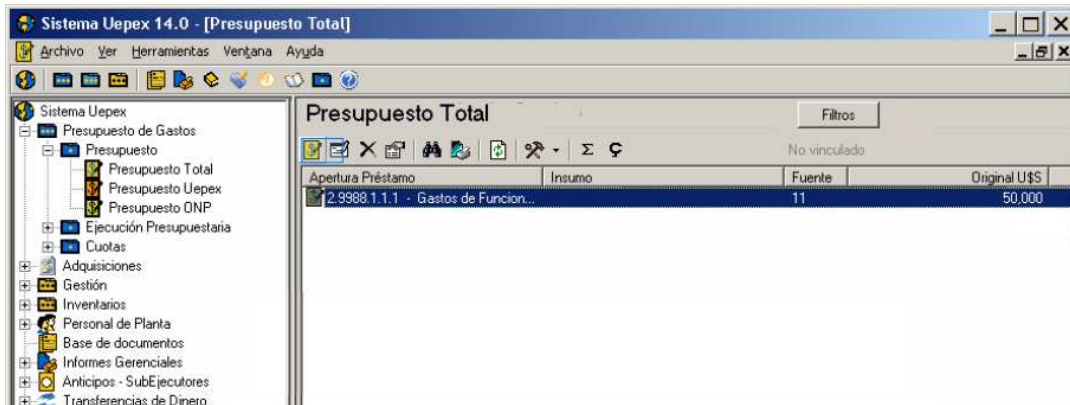 Sistema Uepex 14.0 - [Presupuesto Total]
Archivo Ver Herramientas Ventana Ayuda
Sistema Uepex
Presupuesto de Gastos
Presupuesto
Presupuesto Total
Presupuesto Uepex
Presupuesto ONP
Ejecución Presupuestaria
Cuotas
Adquisiciones
Gestión
Inventarios
Personal de Planta
Base de documentos
Informes Gerenciales
Anticipos - SubEjecutores
Transferencias de Dinero
Presupuesto Total
Filtros
Σ Ç
No vinculado
Apertura Préstamo Insumo Fuente Original U$S
2.9988.1.1.1 - Gastos de Funcion... 11 50,000